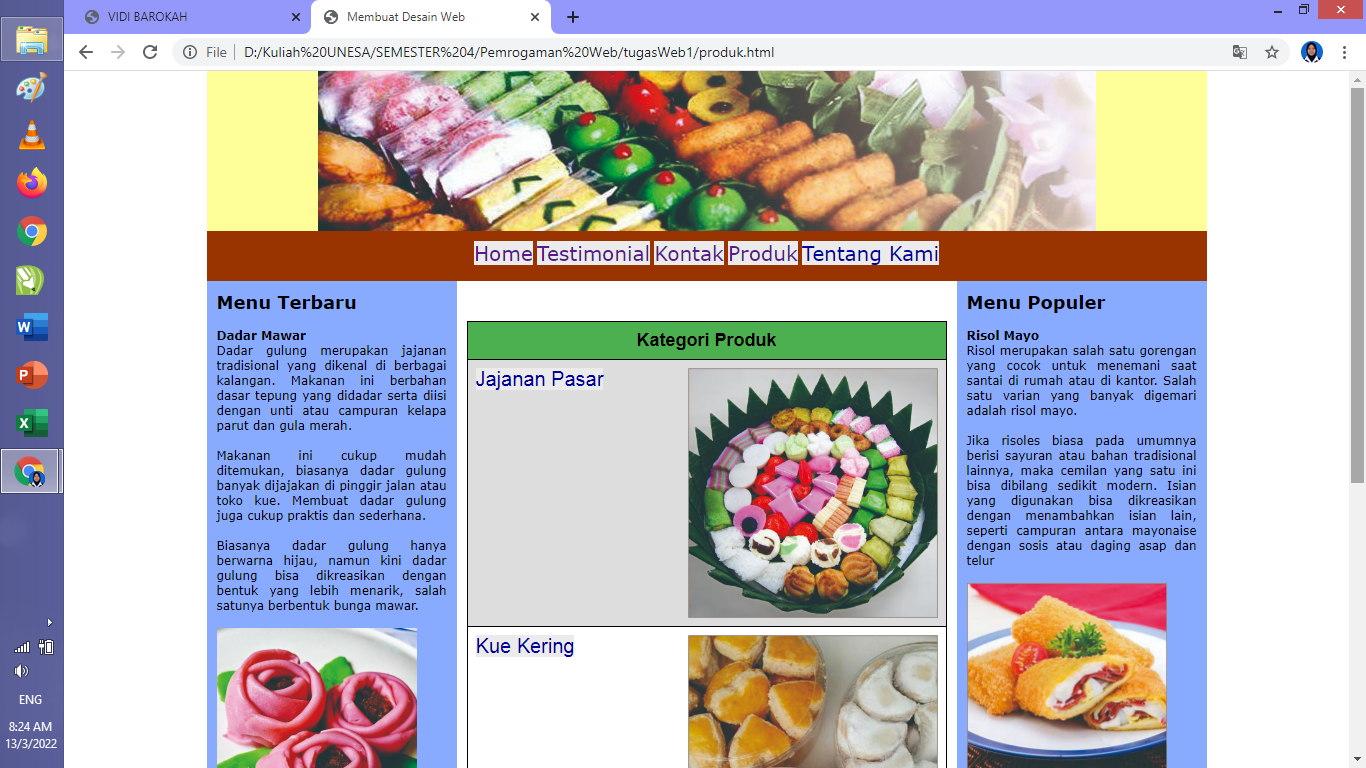 VIDI BAROKAH
Membuat Desain Web
File
D:/Kuliah%20UNESA/SEMESTER%204/Pemrogaman%20Web/tugasWeb1/produk.html
Home Testimonial Kontak Produk Tentang Kami
Menu Terbaru
Dadar Mawar
Dadar gulung merupakan jajanan
tradisional yang dikenal di berbagai
kalangan. Makanan ini berbahan
dasar tepung yang didadar serta diisi
dengan unti atau campuran kelapa
parut dan gula merah.
Makanan ini cukup mudah
ditemukan, biasanya dadar gulung
banyak dijajakan di pinggir jalan atau
toko kue. Membuat dadar gulung
juga cukup praktis dan sederhana.
Biasanya dadar gulung hanya
berwarna hijau, namun kini dadar
gulung bisa dikreasikan dengan
bentuk yang lebih menarik, salah
satunya berbentuk bunga mawar.
Kategori Produk
Jajanan Pasar
Kue Kering
Menu Populer
Risol Mayo
Risol merupakan salah satu gorengan
yang cocok untuk menemani saat
santai di rumah atau di kantor. Salah
satu varian yang banyak digemari
adalah risol mayo.
Jika risoles biasa pada umumnya
berisi sayuran atau bahan tradisional
lainnya, maka cemilan yang satu ini
bisa dibilang sedikit modern. Isian
yang digunakan bisa dikreasikan
dengan menambahkan isian lain,
seperti campuran antara mayonaise
dengan sosis atau daging asap dan
telur
W
P
X
ENG
8:24 AM
13/3/2022